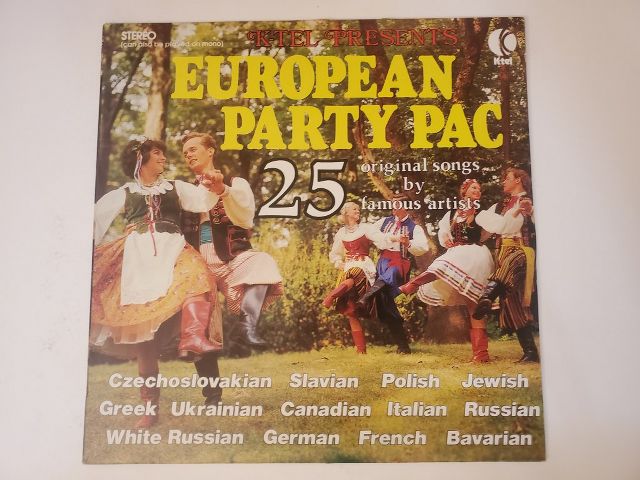 STEREO
(can also be played on mono)
K-TEL PRESENTS
K-tel
EUROPEAN
PARTY PAC
25 original songs
by
famous artists
Czechoslovakian Slavian Polish Jewish
Greek Ukrainian Canadian Italian Russian
White Russian German French Bavarian